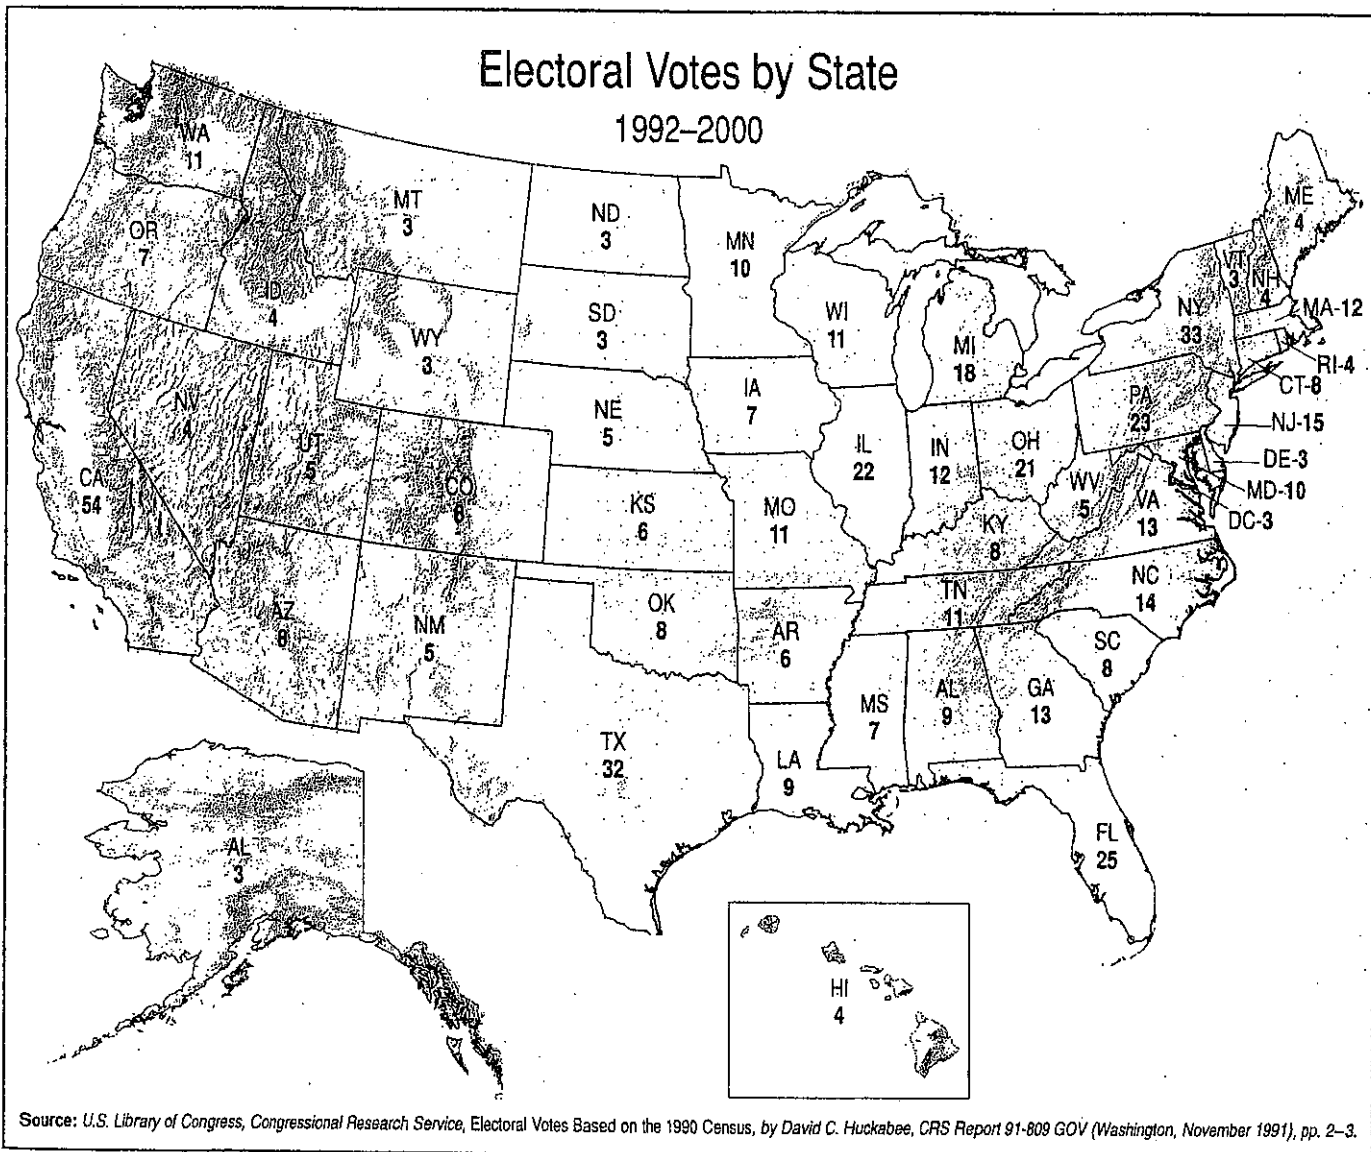 Electoral Votes by State
1992–2000
WA
11
OR
7
CA
54
ID
4
NV
4
MT
3
WY
3
UT
5
CO
8
AZ
8
NM
5
ND
3
SD
3
NE
5
KS
6
OK
8
TX
32
MN
10
IA
7
MO
11
AR
6
LA
9
WI
11
IL
22
MI
18
IN
12
OH
21
KY
8
TN
11
MS
7
AL
9
GA
13
FL
25
SC
8
NC
14
VA
13
WV
5
PA
23
NY
33
VT
3
NH
4
ME
4
MA-12
RI-4
CT-8
NJ-15
DE-3
MD-10
DC-3
AL
3
HI
4
Source: U.S. Library of Congress, Congressional Research Service, Electoral Votes Based on the 1990 Census, by David C. Huckabee, CRS Report 91-809 GOV (Washington, November 1991), pp. 2–3.